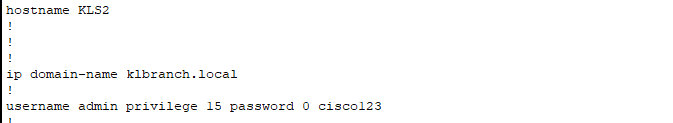 hostname KLS2
!
!
!
ip domain-name klbranch.local
!
username admin privilege 15 password 0 cisco123
!